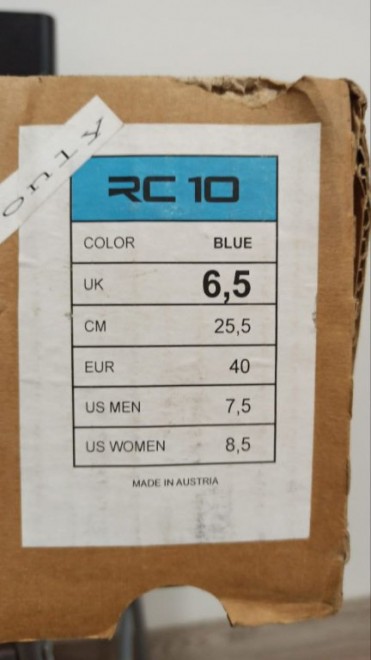 only
RC 10
COLOR BLUE
UK 6,5
CM 25,5
EUR 40
US MEN 7,5
US WOMEN 8,5
MADE IN AUSTRIA